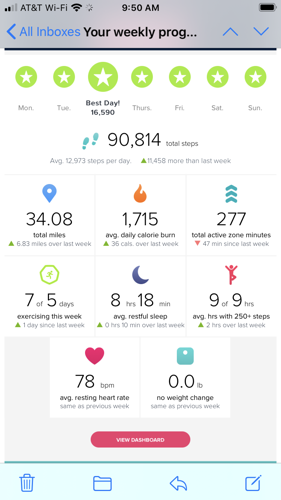 AT&T Wi-Fi 9:50 AM
All Inboxes Your weekly prog...
Mon. Tue. Best Day! Thurs. Fri. Sat. Sun.
16,590
90,814 total steps
Avg. 12,973 steps per day. 11,458 more than last week
34.08
total miles
6.83 miles over last week
1,715
avg. daily calorie burn
36 cals. over last week
277
total active zone minutes
47 min since last week
7 of 5 days
exercising this week
1 day since last week
8 hrs 18 min
avg. restful sleep
0 hrs 10 min over last week
9 of 9 hrs
avg. hrs with 250+ steps
2 hrs over last week
78 bpm
avg. resting heart rate
same as previous week
0.0 lb
no weight change
same as previous week
VIEW DASHBOARD